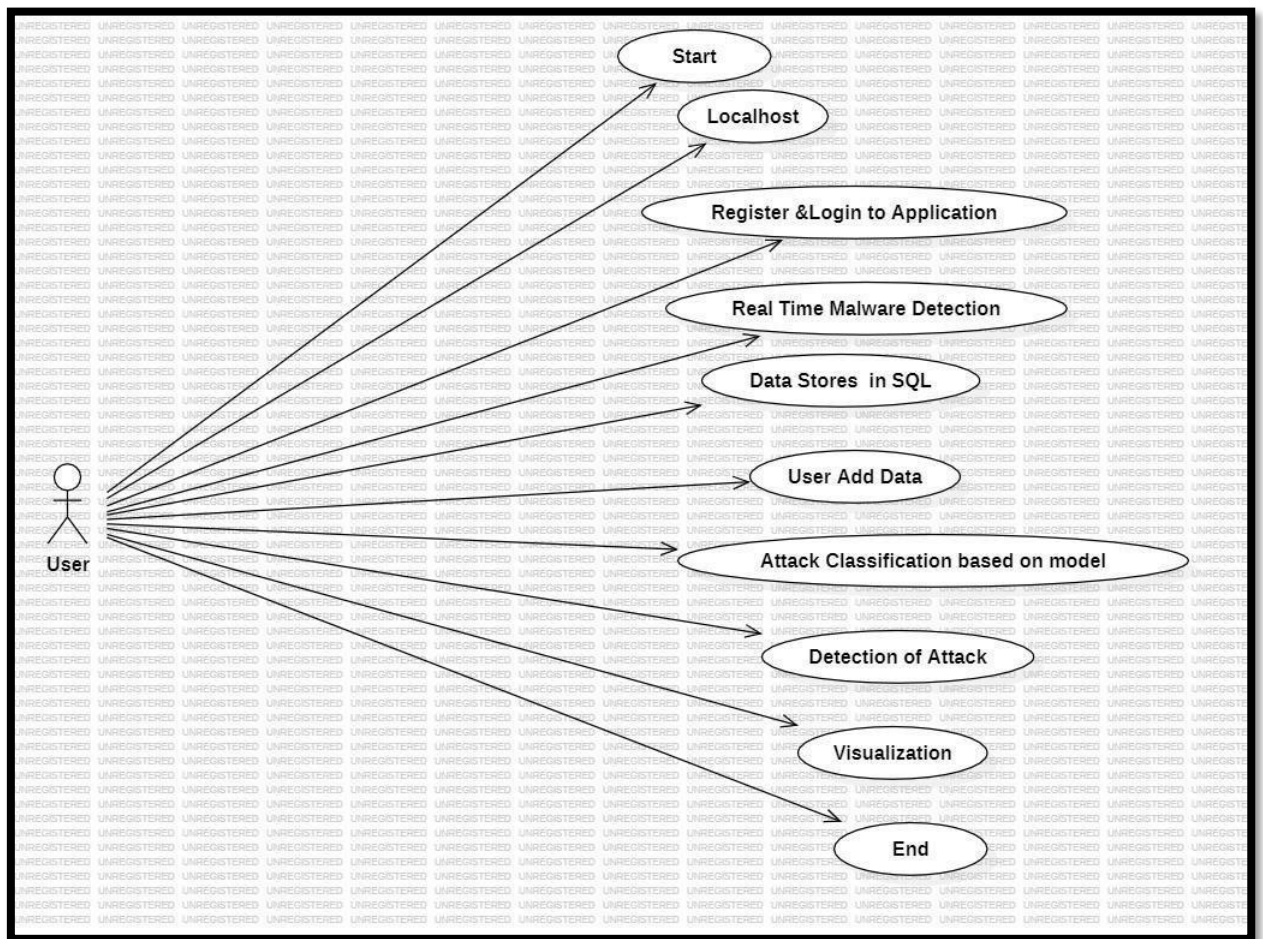 Start
Localhost
Register &Login to Application
Real Time Malware Detection
Data Stores in SQL
User Add Data
User
Attack Classification based on model
Detection of Attack
Visualization
End
UNREGISTERED